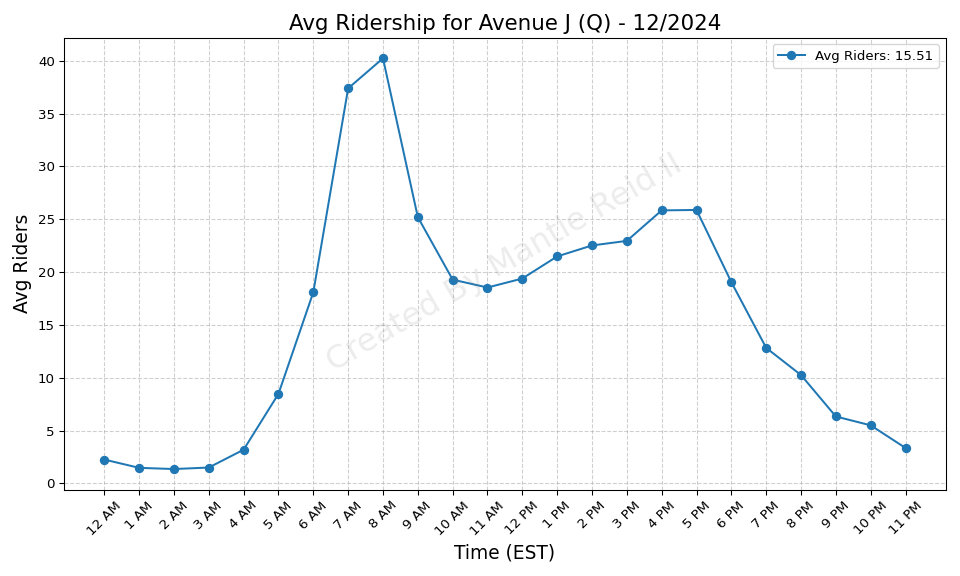 Avg Ridership for Avenue J (Q) - 12/2024
Avg Riders: 15.51
Avg Riders
40
35
30
25
20
15
10
5
0
Created By Mantle Reid II
12 AM
1 AM
2 AM
3 AM
4 AM
5 AM
6 AM
7 AM
8 AM
9 AM
10 AM
11 AM
12 PM
1 PM
2 PM
3 PM
4 PM
5 PM
6 PM
7 PM
8 PM
9 PM
10 PM
11 PM
Time (EST)